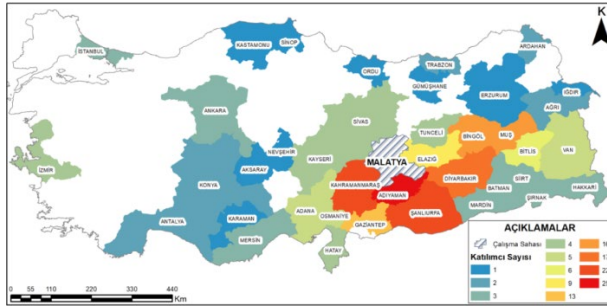 K
ARDAHAN
KASTAMONU
SİNOP
İSTANBUL
ORDU
TRABZON
GÜMÜŞHANE
ERZURUM
IĞDIR
AĞRI
ANKARA
SİVAS
TUNCELİ
BİNGÖL
MUŞ
NEVŞEHİR
KAYSERİ
MALATYA
ELAZIĞ
BİTLİS
VAN
İZMİR
AKSARAY
KONYA
KAHRAMANMARAŞ
ADIYAMAN
DİYARBAKIR
BATMAN
SİİRT
HAKKARİ
ŞIRNAK
MARDİN
KARAMAN
ADANA
OSMANİYE
GAZİANTEP
ŞANLIURFA
ANTALYA
MERSİN
HATAY
AÇIKLAMALAR
Çalışma Sahası
Katılımcı Sayısı
1
2
3
4
5
6
9
13
16
0 55 110 220 330 440
Km